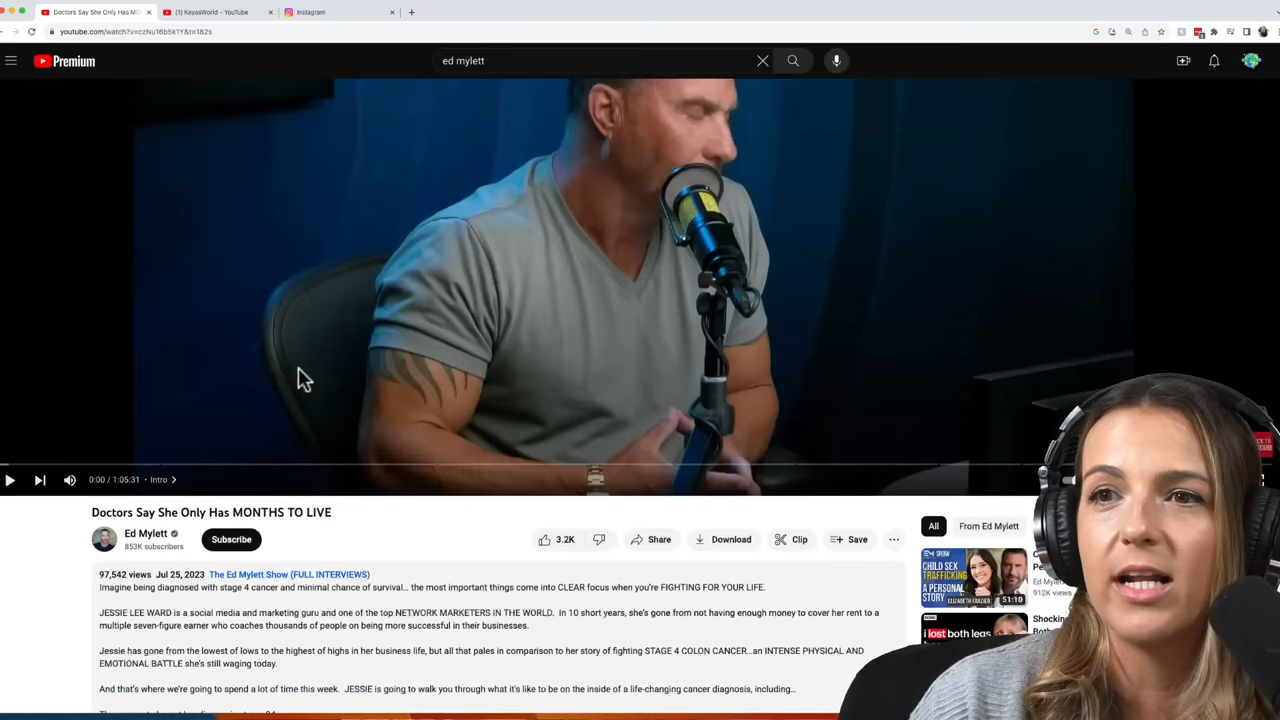 Doctors Say She Only Has MO
(1) KeyasWorld - YouTube
Instagram
youtube.com/watch?v=czNu16b5k1Y&t=182s
Premium
ed mylett
0:00 / 1:05:31 • Intro
Doctors Say She Only Has MONTHS TO LIVE
Ed Mylett
853K subscribers
Subscribe
3.2K
Share
Download
Clip
Save
All
From Ed Mylett
97,542 views Jul 25, 2023 The Ed Mylett Show (FULL INTERVIEWS)
Imagine being diagnosed with stage 4 cancer and minimal chance of survival... the most important things come into CLEAR focus when you're FIGHTING FOR YOUR LIFE.
JESSIE LEE WARD is a social media and marketing guru and one of the top NETWORK MARKETERS IN THE WORLD. In 10 short years, she's gone from not having enough money to cover her rent to a
multiple seven-figure earner who coaches thousands of people on being more successful in their businesses.
Jessie has gone from the lowest of lows to the highest of highs in her business life, but all that pales in comparison to her story of fighting STAGE 4 COLON CANCER...an INTENSE PHYSICAL AND
EMOTIONAL BATTLE she's still waging today.
And that's where we're going to spend a lot of time this week. JESSIE is going to walk you through what it's like to be on the inside of a life-changing cancer diagnosis, including...
SHOW
CHILD SEX
TRAFFICKING
A PERSONAL
STORY
ELIZABETH FRAZIER
51:10
Ed Myle
912K
i lost both legs
Shocking